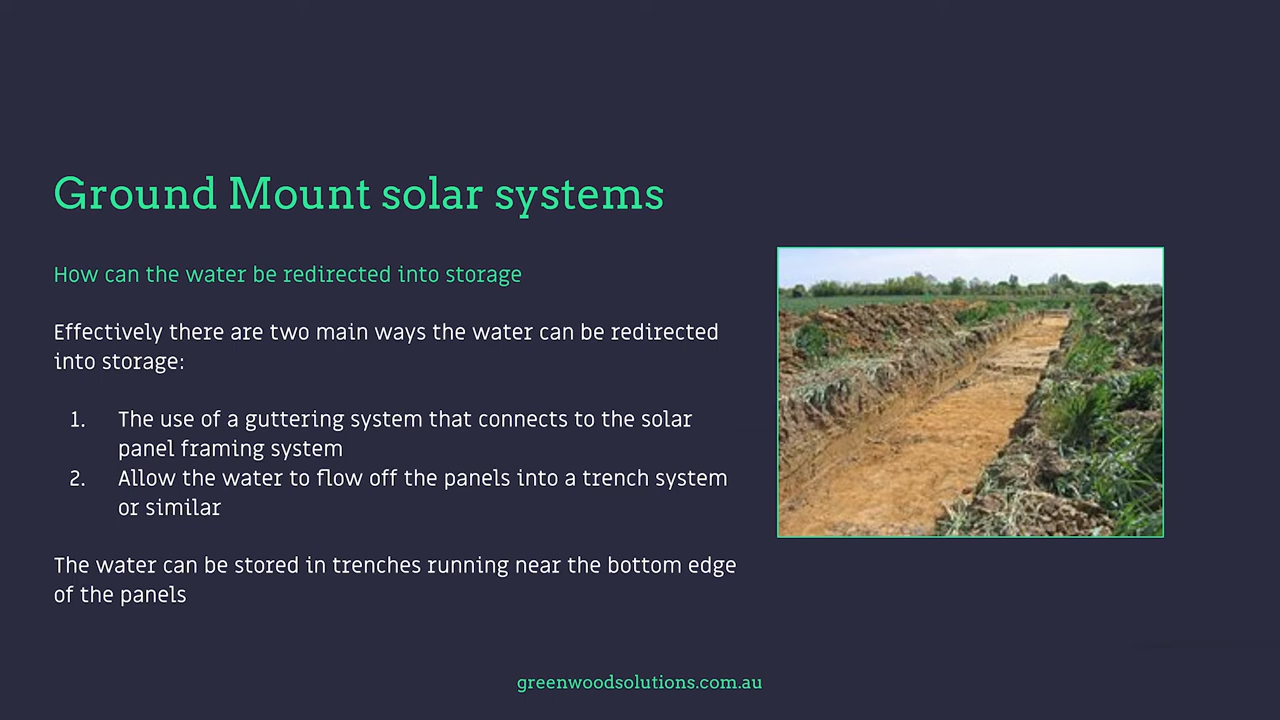 Ground Mount solar systems
How can the water be redirected into storage
Effectively there are two main ways the water can be redirected
into storage:
1. The use of a guttering system that connects to the solar
panel framing system
2. Allow the water to flow off the panels into a trench system
or similar
The water can be stored in trenches running near the bottom edge
of the panels
greenwoodsolutions.com.au